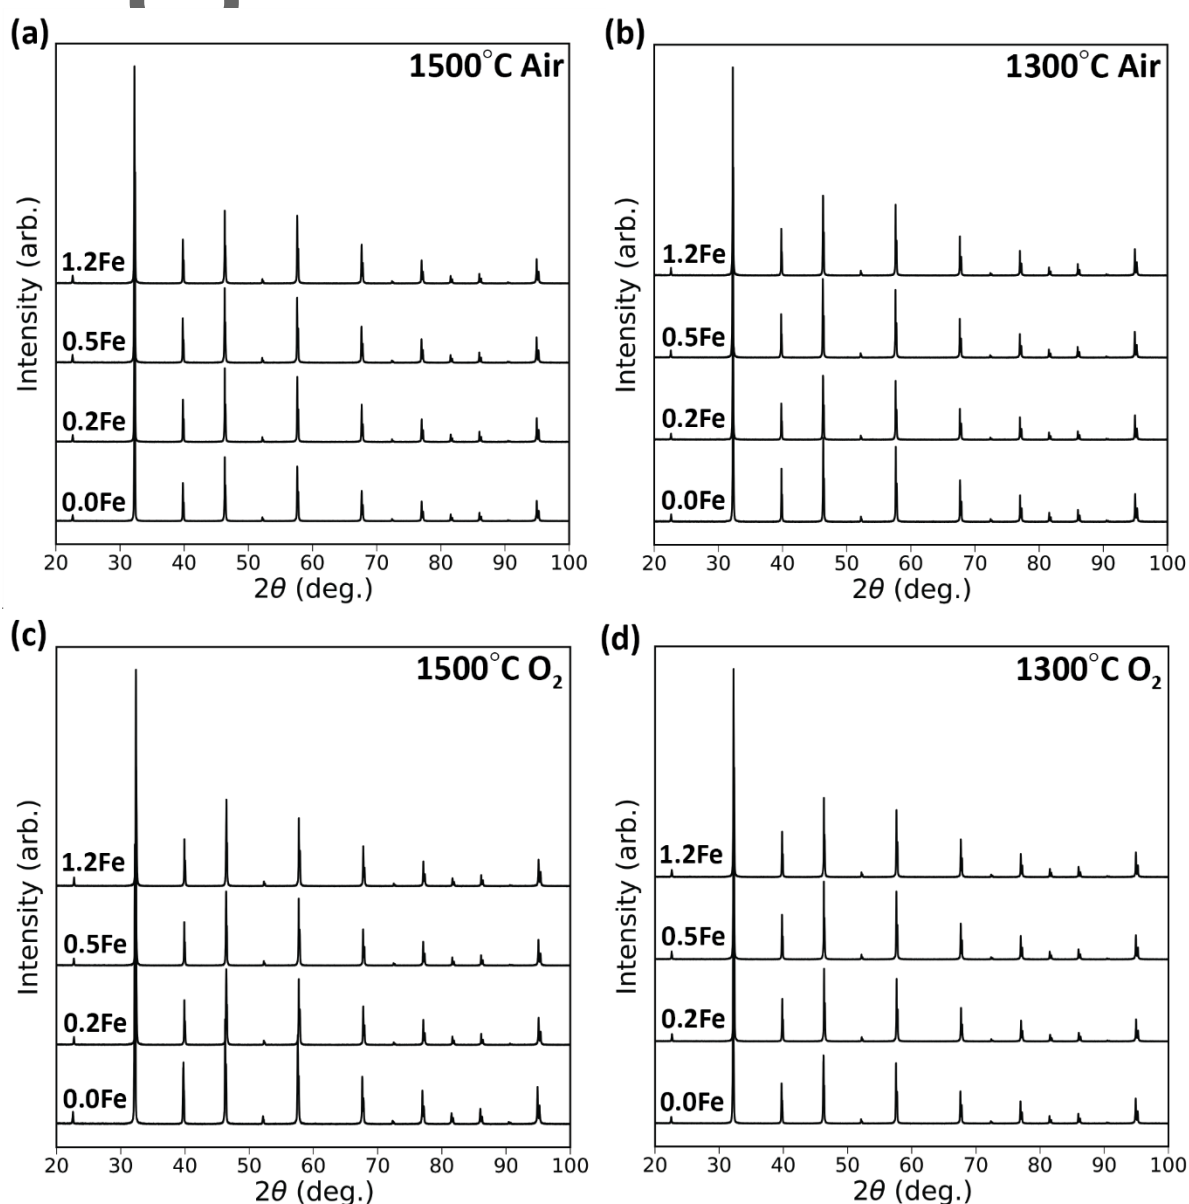 (a)
1500°C Air
Intensity (arb.)
1.2Fe
0.5Fe
0.2Fe
0.0Fe
20 30 40 50 60 70 80 90 100
2θ (deg.)
(b)
1300°C Air
Intensity (arb.)
1.2Fe
0.5Fe
0.2Fe
0.0Fe
20 30 40 50 60 70 80 90 100
2θ (deg.)
(c)
1500°C O₂
Intensity (arb.)
1.2Fe
0.5Fe
0.2Fe
0.0Fe
20 30 40 50 60 70 80 90 100
2θ (deg.)
(d)
1300°C O₂
Intensity (arb.)
1.2Fe
0.5Fe
0.2Fe
0.0Fe
20 30 40 50 60 70 80 90 100
2θ (deg.)